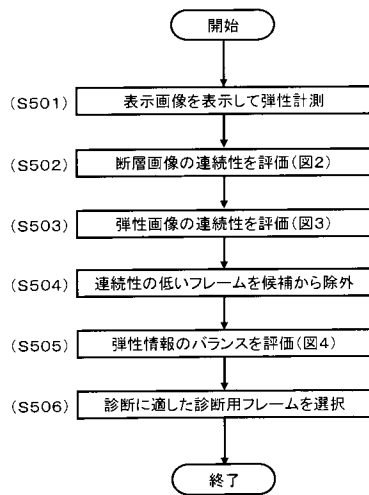 開始
(S501) 表示画像を表示して弾性計測
(S502) 断層画像の連続性を評価(図2)
(S503) 弾性画像の連続性を評価(図3)
(S504) 連続性の低いフレームを候補から除外
(S505) 弾性情報のバランスを評価(図4)
(S506) 診断に適した診断用フレームを選択
終了